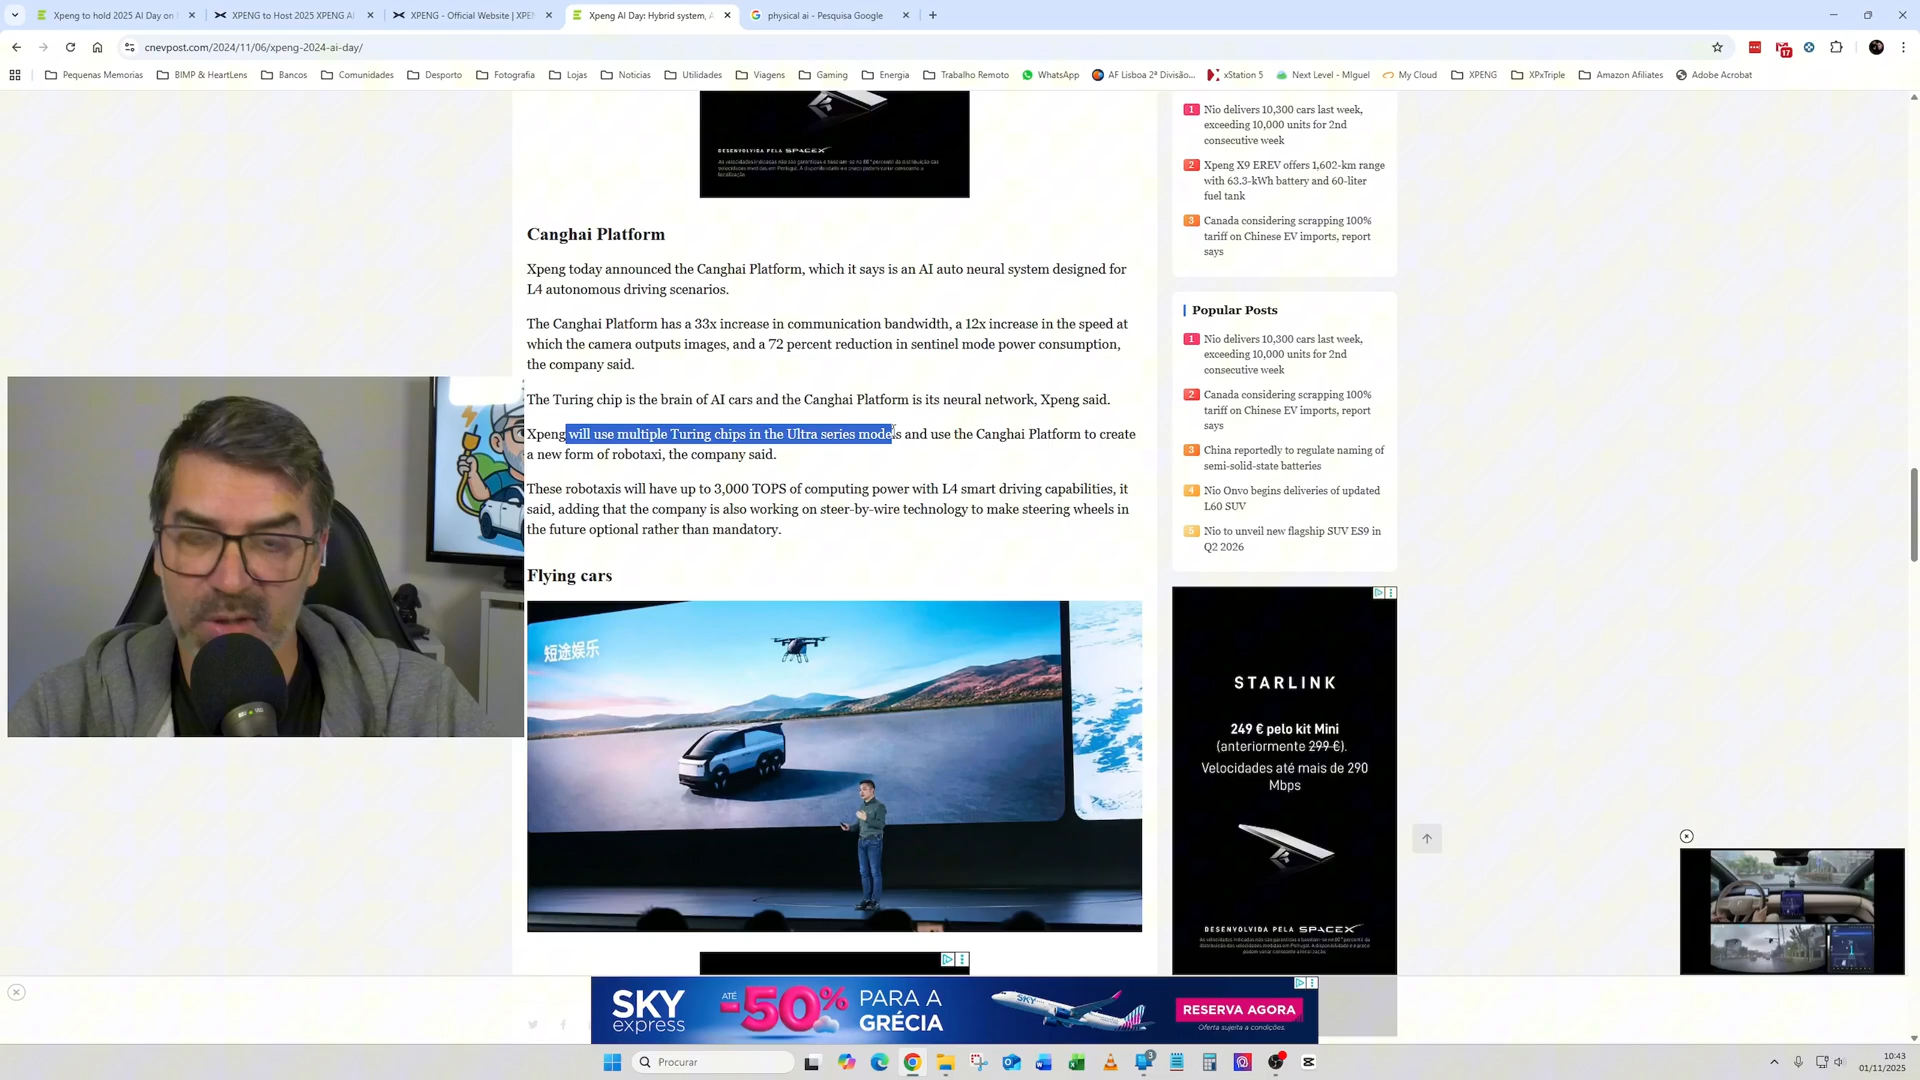 Xpeng to hold 2025 AI Day on
XPENG to Host 2025 XPENG AI
XPENG - Official Website | XPE
Xpeng AI Day: Hybrid system, A
physical ai - Pesquisa Google
cnevpost.com/2024/11/06/xpeng-2024-ai-day/
17
Pequenas Memorias
BIMP & HeartLens
Bancos
Comunidades
Desporto
Fotografia
Lojas
Noticias
Utilidades
Viagens
Gaming
Energia
Trabalho Remoto
WhatsApp
AF Lisboa 2ª Divisão...
xStation 5
Next Level - MIguel
My Cloud
XPENG
XPxTriple
Amazon Afiliates
Adobe Acrobat
DESENVOLVIDA PELA SPACEX
Canghai Platform
Xpeng today announced the Canghai Platform, which it says is an AI auto neural system designed for
L4 autonomous driving scenarios.
The Canghai Platform has a 33x increase in communication bandwidth, a 12x increase in the speed at
which the camera outputs images, and a 72 percent reduction in sentinel mode power consumption,
the company said.
The Turing chip is the brain of AI cars and the Canghai Platform is its neural network, Xpeng said.
Xpeng will use multiple Turing chips in the Ultra series models and use the Canghai Platform to create
a new form of robotaxi, the company said.
These robotaxis will have up to 3,000 TOPS of computing power with L4 smart driving capabilities, it
said, adding that the company is also working on steer-by-wire technology to make steering wheels in
the future optional rather than mandatory.
Flying cars
短途娱乐
1
Nio delivers 10,300 cars last week,
exceeding 10,000 units for 2nd
consecutive week
2
Xpeng X9 EREV offers 1,602-km range
with 63.3-kWh battery and 60-liter
fuel tank
3
Canada considering scrapping 100%
tariff on Chinese EV imports, report
says
Popular Posts
1
Nio delivers 10,300 cars last week,
exceeding 10,000 units for 2nd
consecutive week
2
Canada considering scrapping 100%
tariff on Chinese EV imports, report
says
3
China reportedly to regulate naming of
semi-solid-state batteries
4
Nio Onvo begins deliveries of updated
L60 SUV
5
Nio to unveil new flagship SUV ES9 in
Q2 2026
STARLINK
249 € pelo kit Mini
(anteriormente 299 €).
Velocidades até mais de 290
Mbps
DESENVOLVIDA PELA SPACEX
SKY
express
ATÉ
-50%
PARA A
GRÉCIA
SKY
RESERVA AGORA
Oferta sujeita a condições.
Procurar
3
10:43
01/11/2025